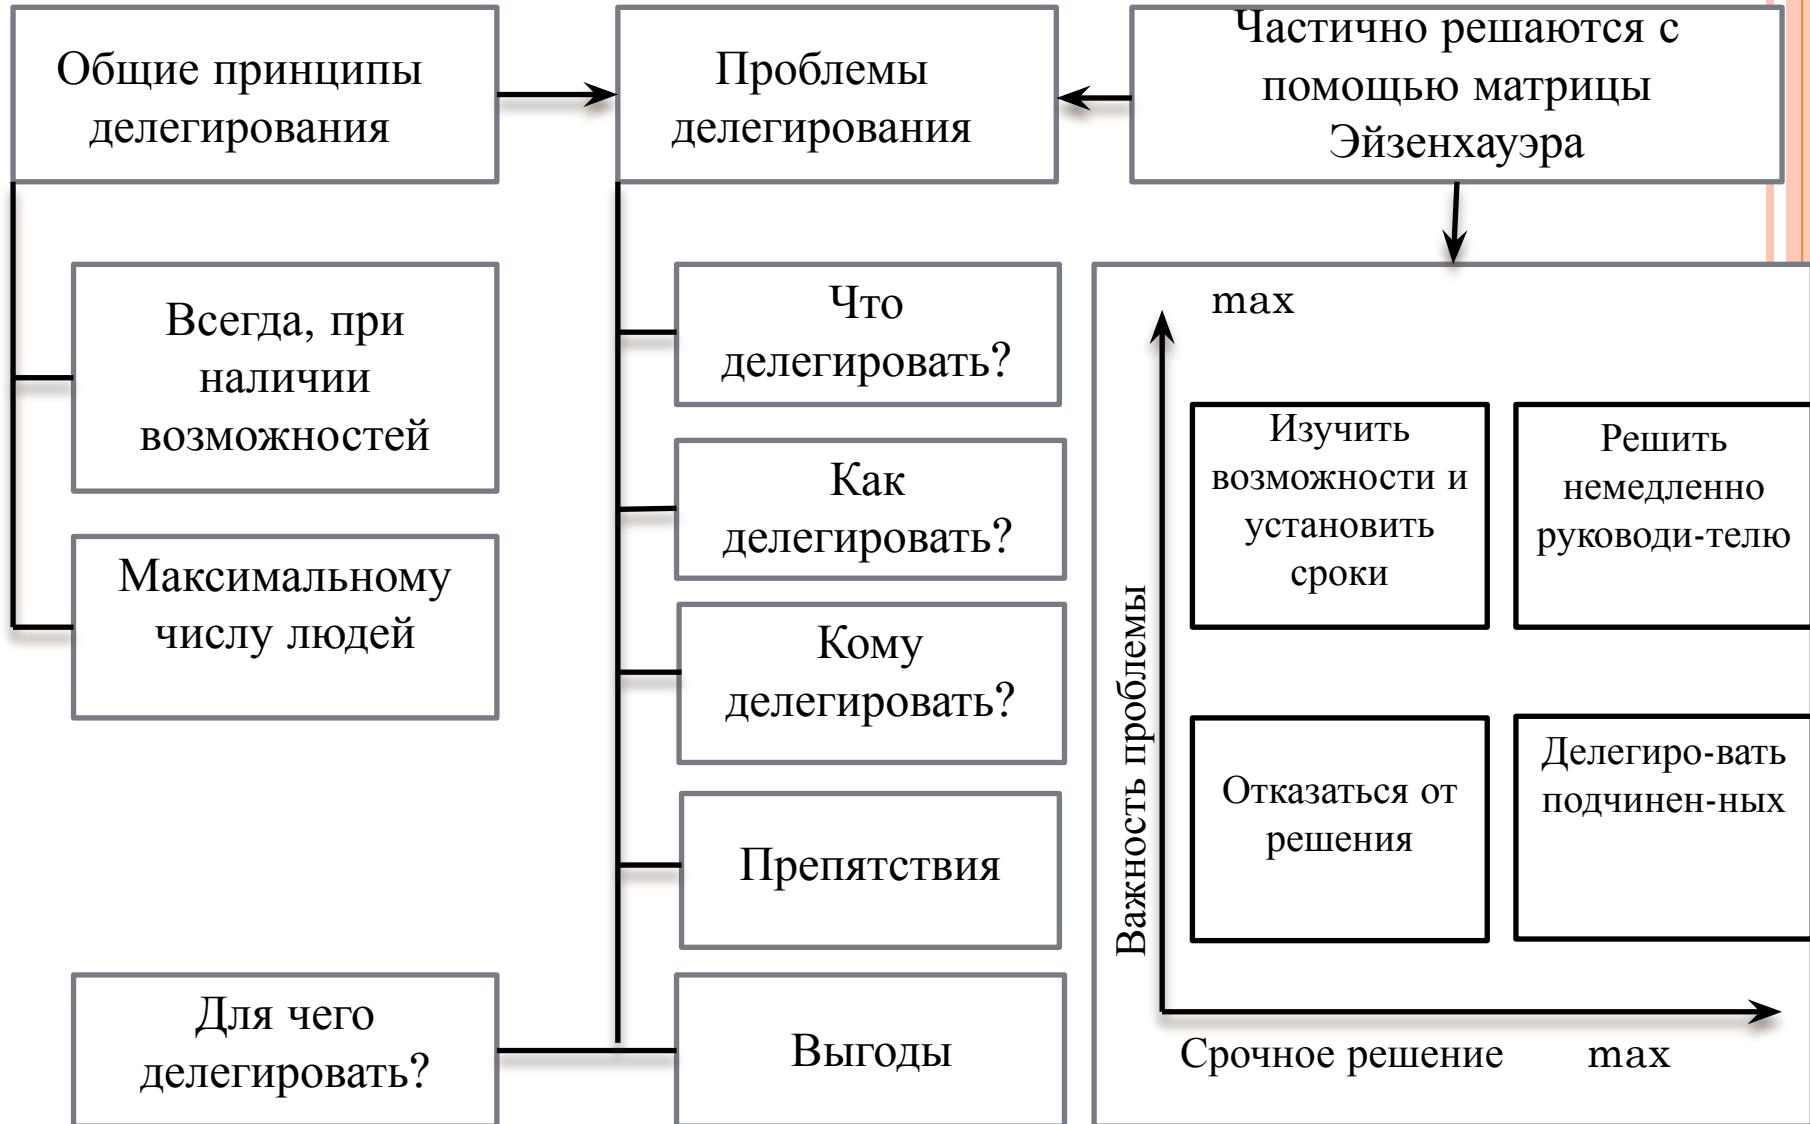 Общие принципы
делегирования
Проблемы
делегирования
Частично решаются с
помощью матрицы
Эйзенхауэра
Всегда, при
наличии
возможностей
Максимальному
числу людей
Для чего
делегировать?
Что
делегировать?
Как
делегировать?
Кому
делегировать?
Препятствия
Выгоды
max
Важность проблемы
Изучить
возможности и
установить
сроки
Решить
немедленно
руководи-телю
Отказаться от
решения
Делегиро-вать
подчинен-ных
Срочное решение
max